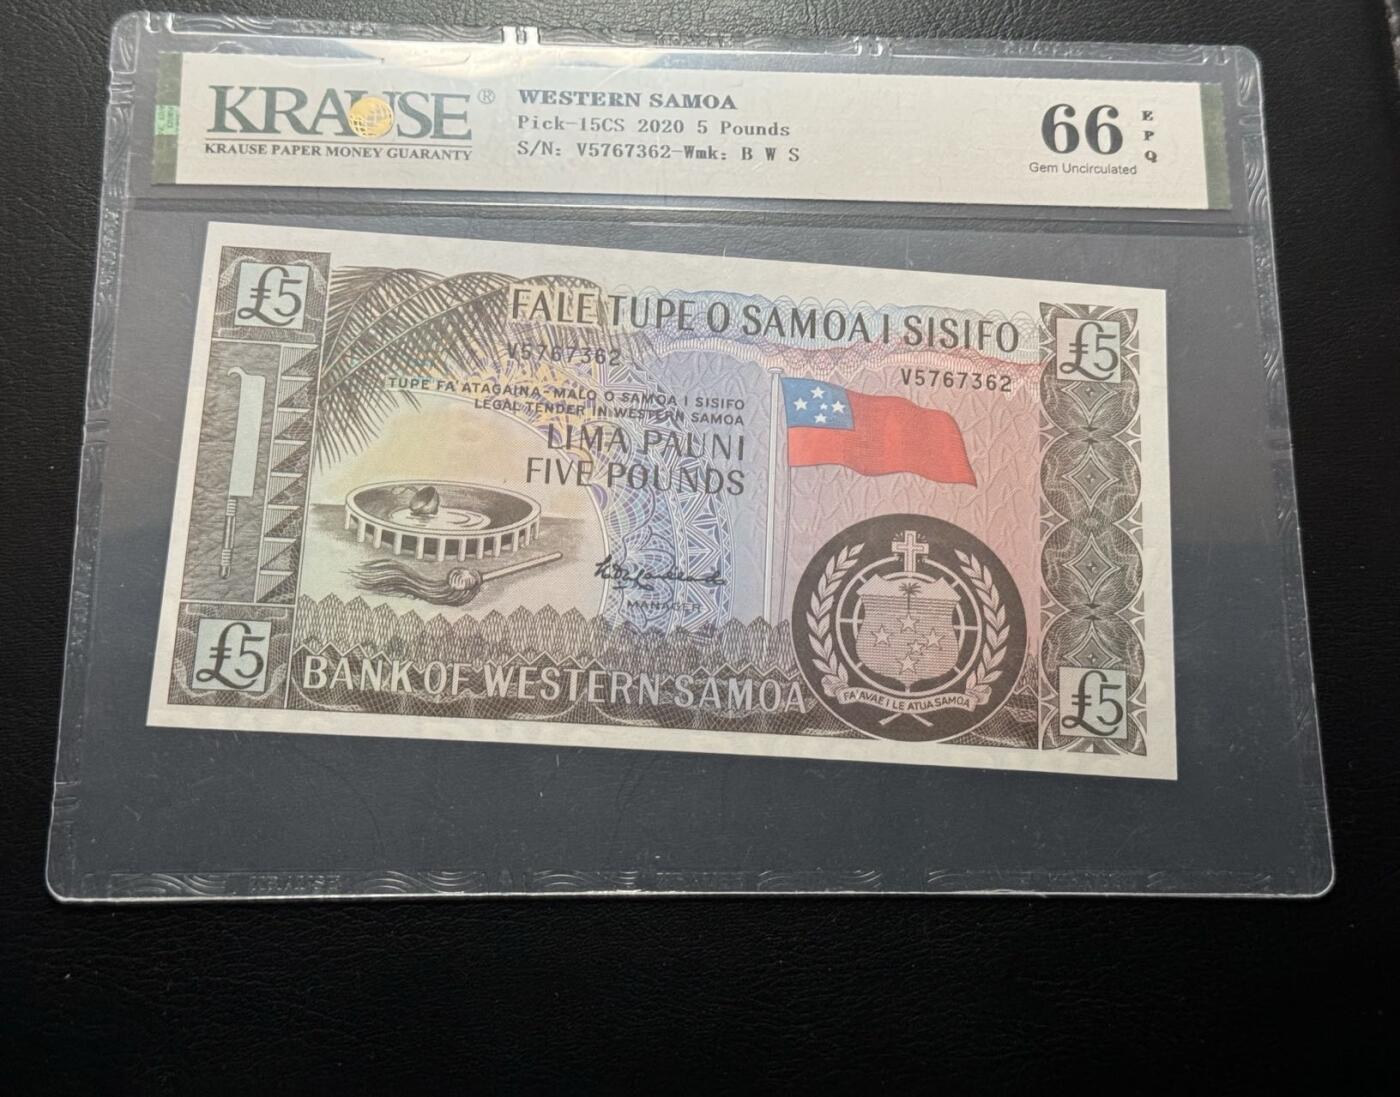 KRAUSE®
KRAUSE PAPER MONEY GUARANTY
WESTERN SAMOA
Pick-15CS 2020 5 Pounds
S/N: V5767362-Wmk: B W S
66
EPQ
Gem Uncirculated
£5
FALE TUPE O SAMOA I SISIFO
£5
V5767362
V5767362
TUPE FA'ATAGAINA-MALO O SAMOA I SISIFO
LEGAL TENDER IN WESTERN SAMOA
LIMA PAUNI
FIVE POUNDS
MANAGER
£5
BANK OF WESTERN SAMOA
FA'AVAE I LE ATUA SAMOA
£5
KRAUSE